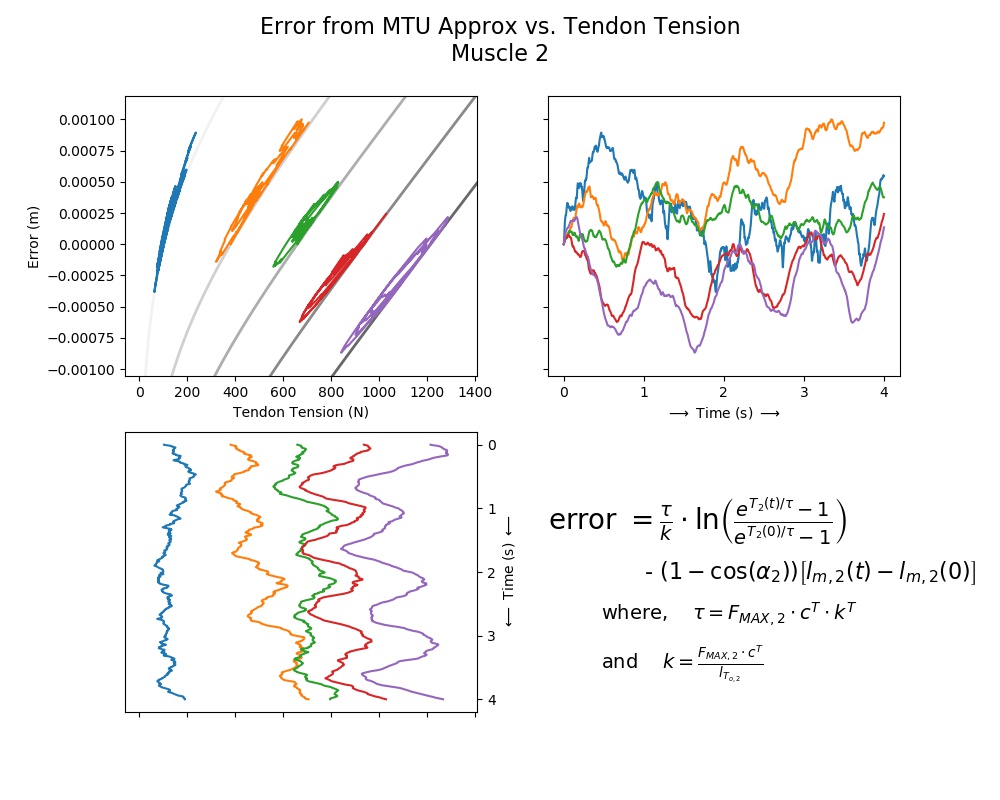 Error from MTU Approx vs. Tendon Tension
Muscle 2
Error (m)
0.00100
0.00075
0.00050
0.00025
0.00000
−0.00025
−0.00050
−0.00075
−0.00100
0 200 400 600 800 1000 1200 1400
Tendon Tension (N)
0 1 2 3 4
⟶ Time (s) ⟶
0
1
2
3
4
⟵ Time (s) ⟵
error = τ/k · ln((e^{T₂(t)/τ} − 1)/(e^{T₂(0)/τ} − 1))
- (1 − cos(α₂))[l_{m,2}(t) − l_{m,2}(0)]
where, τ = F_{MAX,2} · c^T · k^T
and k = (F_{MAX,2} · c^T)/l_{T_{o,2}}